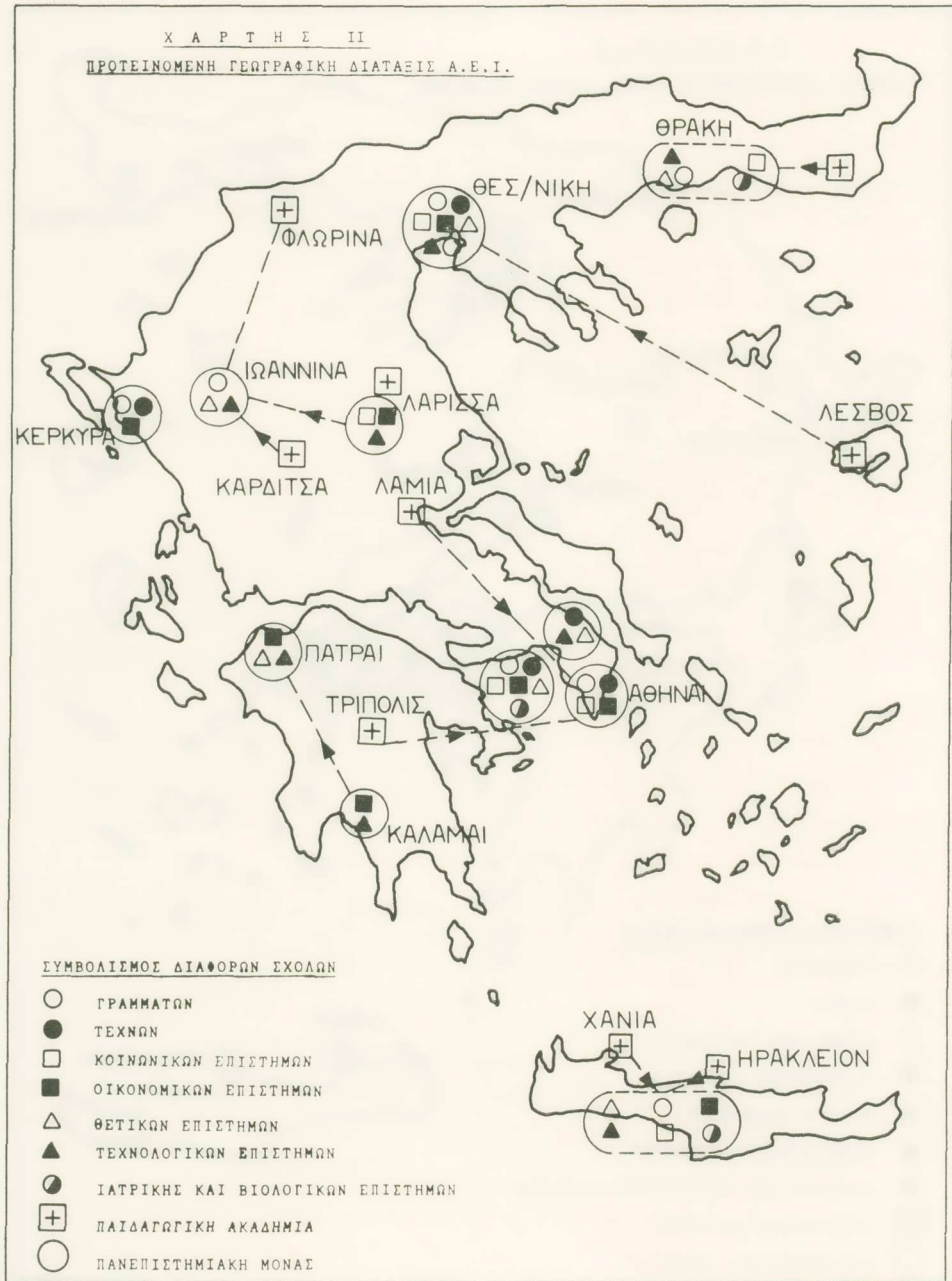 Χ Α Ρ Τ Η Σ ΙΙ
ΠΡΟΤΕΙΝΟΜΕΝΗ ΓΕΩΓΡΑΦΙΚΗ ΔΙΑΤΑΞΙΣ Α.Ε.Ι.
ΘΡΑΚΗ
ΘΕΣ/ΝΙΚΗ
ΦΛΩΡΙΝΑ
ΙΩΑΝΝΙΝΑ
ΛΑΡΙΣΣΑ
ΚΕΡΚΥΡΑ
ΛΕΣΒΟΣ
ΚΑΡΔΙΤΣΑ
ΛΑΜΙΑ
ΠΑΤΡΑΙ
ΑΘΗΝΑΙ
ΤΡΙΠΟΛΙΣ
ΚΑΛΑΜΑΙ
ΣΥΜΒΟΛΙΣΜΟΣ ΔΙΑΦΟΡΩΝ ΣΧΟΛΩΝ
ΓΡΑΜΜΑΤΩΝ
ΤΕΧΝΩΝ
ΚΟΙΝΩΝΙΚΩΝ ΕΠΙΣΤΗΜΩΝ
ΟΙΚΟΝΟΜΙΚΩΝ ΕΠΙΣΤΗΜΩΝ
ΘΕΤΙΚΩΝ ΕΠΙΣΤΗΜΩΝ
ΤΕΧΝΟΛΟΓΙΚΩΝ ΕΠΙΣΤΗΜΩΝ
ΙΑΤΡΙΚΗΣ ΚΑΙ ΒΙΟΛΟΓΙΚΩΝ ΕΠΙΣΤΗΜΩΝ
ΠΑΙΔΑΓΩΓΙΚΗ ΑΚΑΔΗΜΙΑ
ΠΑΝΕΠΙΣΤΗΜΙΑΚΗ ΜΟΝΑΣ
ΧΑΝΙΑ
ΗΡΑΚΛΕΙΟΝ